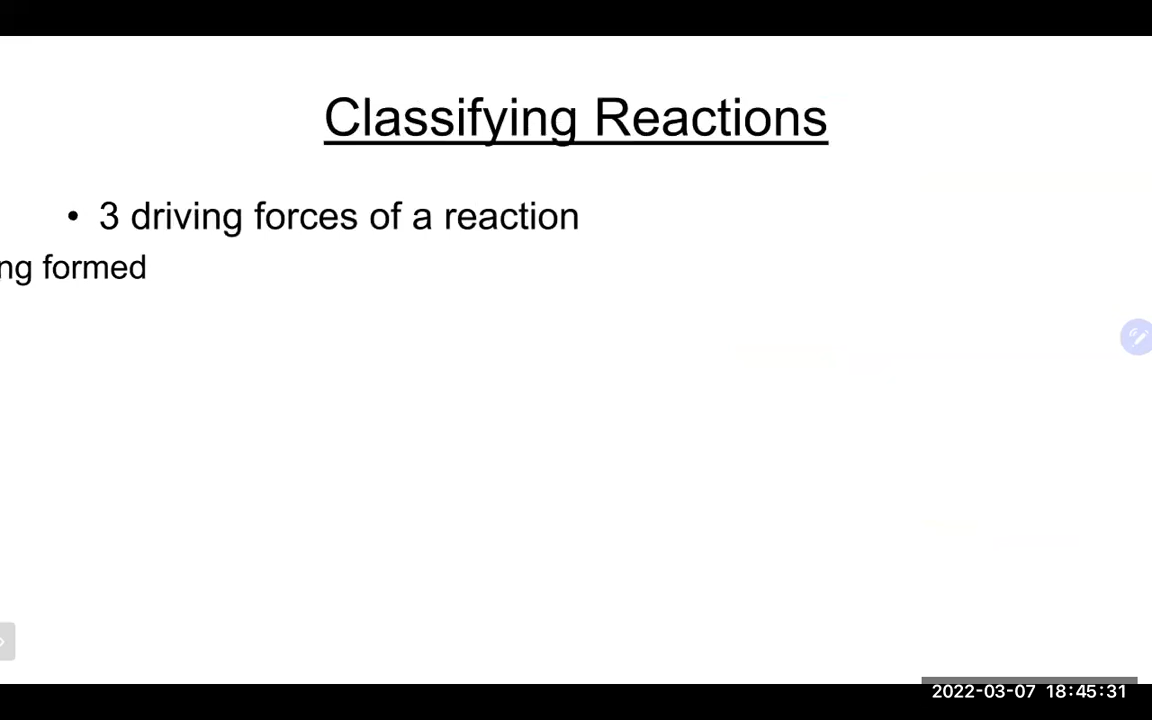 Classifying Reactions
• 3 driving forces of a reaction
ng formed
2022-03-07 18:45:31